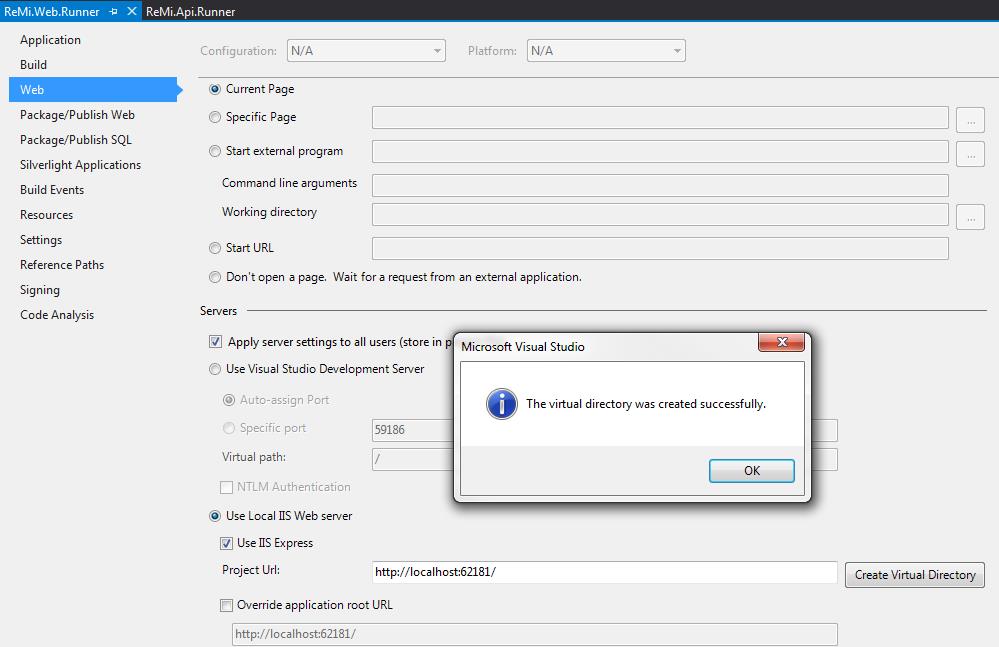 ReMi.Web.Runner ReMi.Api.Runner
Application
Build
Web
Package/Publish Web
Package/Publish SQL
Silverlight Applications
Build Events
Resources
Settings
Reference Paths
Signing
Code Analysis
Configuration: N/A Platform: N/A
Current Page
Specific Page ...
Start external program ...
Command line arguments
Working directory ...
Start URL
Don't open a page. Wait for a request from an external application.
Servers
Apply server settings to all users (store in p
Use Visual Studio Development Server
Auto-assign Port
Specific port 59186
Virtual path: /
NTLM Authentication
Use Local IIS Web server
Use IIS Express
Project Url: http://localhost:62181/ Create Virtual Directory
Override application root URL
http://localhost:62181/
Microsoft Visual Studio
The virtual directory was created successfully.
OK